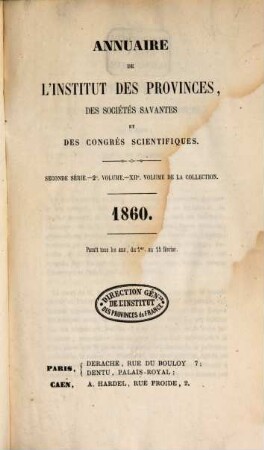 ANNUAIRE
DE
L'INSTITUT DES PROVINCES,
DES SOCIÉTÉS SAVANTES
ET
DES CONGRÉS SCIENTIFIQUES.
SECONDE SÉRIE.—2e. VOLUME.—XIIe. VOLUME DE LA COLLECTION.
1860.
Paraît tous les ans, du 1er. au 15 février.
DIRECTION GÉNle.
DE L'INSTITUT
DES PROVINCES de FRANCE
PARIS, { DERACHE, RUE DU BOULOY 7;
DENTU, PALAIS-ROYAL;
CAEN, A. HARDEL, RUE FROIDE, 2.